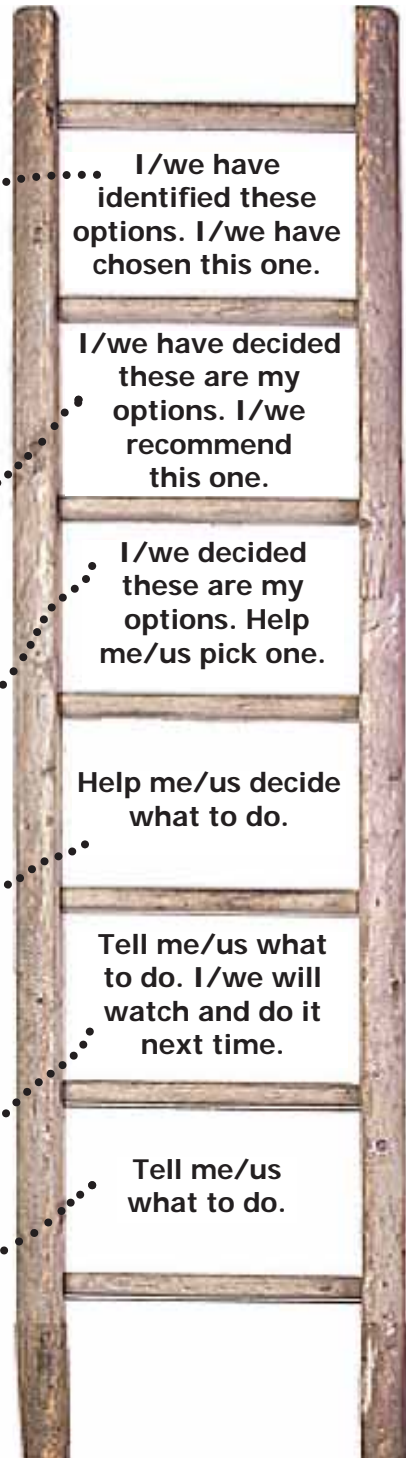 I/we have
identified these
options. I/we have
chosen this one.
I/we have decided
these are my
options. I/we
recommend
this one.
I/we decided
these are my
options. Help
me/us pick one.
Help me/us decide
what to do.
Tell me/us what
to do. I/we will
watch and do it
next time.
Tell me/us
what to do.